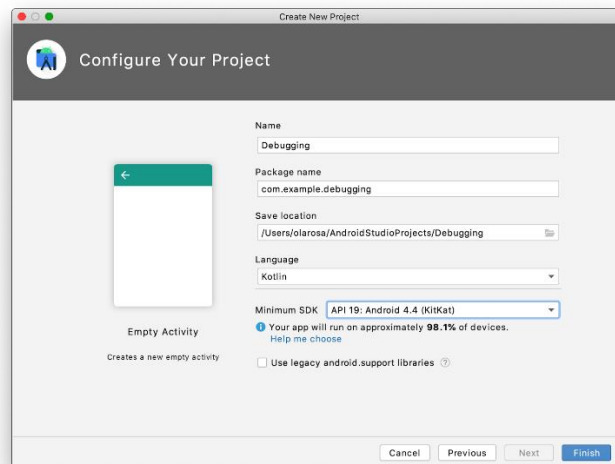 Create New Project
Configure Your Project
Name
Debugging
Package name
com.example.debugging
Save location
/Users/olarosa/AndroidStudioProjects/Debugging
Language
Kotlin
Minimum SDK API 19: Android 4.4 (KitKat)
Your app will run on approximately 98.1% of devices.
Help me choose
Use legacy android.support libraries
Empty Activity
Creates a new empty activity
Cancel Previous Next Finish